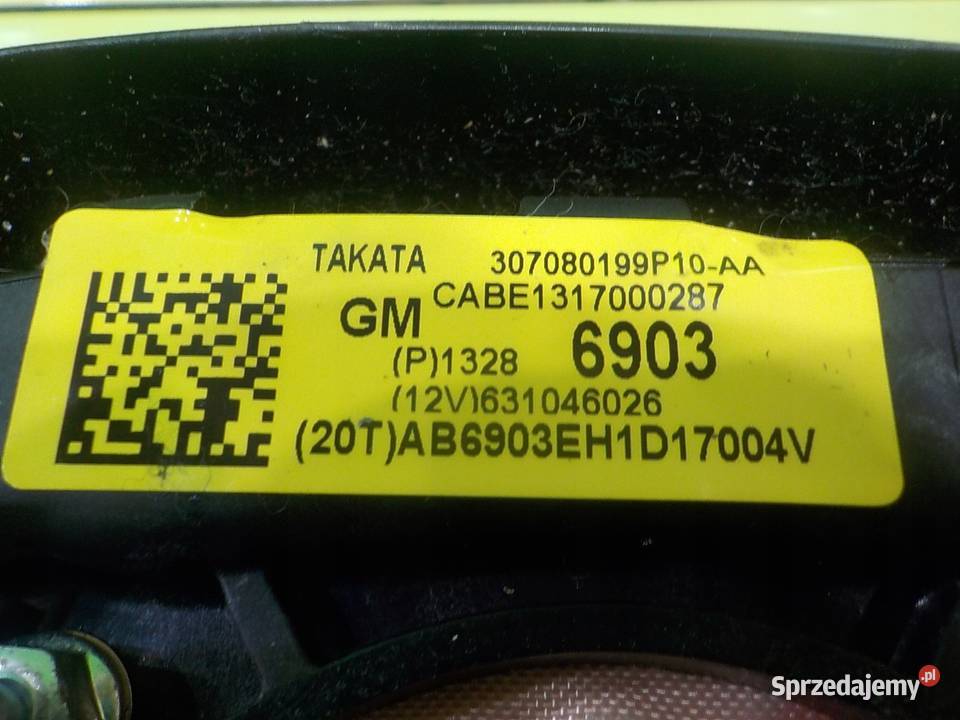 TAKATA 307080199P10-AA
CABE1317000287
GM
(P)1328 6903
(12V)631046026
(20T)AB6903EH1D17004V
Sprzedajemy.pl